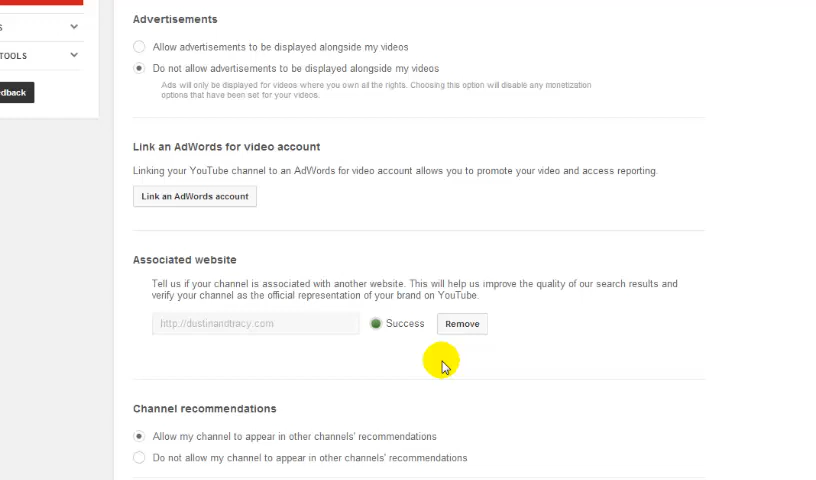 Advertisements
S
Allow advertisements to be displayed alongside my videos
TOOLS
Do not allow advertisements to be displayed alongside my videos
Ads will only be displayed for videos where you own all the rights. Choosing this option will disable any monetization
options that have been set for your videos.
dback
Link an AdWords for video account
Linking your YouTube channel to an AdWords for video account allows you to promote your video and access reporting.
Link an AdWords account
Associated website
Tell us if your channel is associated with another website. This will help us improve the quality of our search results and
verify your channel as the official representation of your brand on YouTube.
http://dustinandtracy.com Success Remove
Channel recommendations
Allow my channel to appear in other channels' recommendations
Do not allow my channel to appear in other channels' recommendations